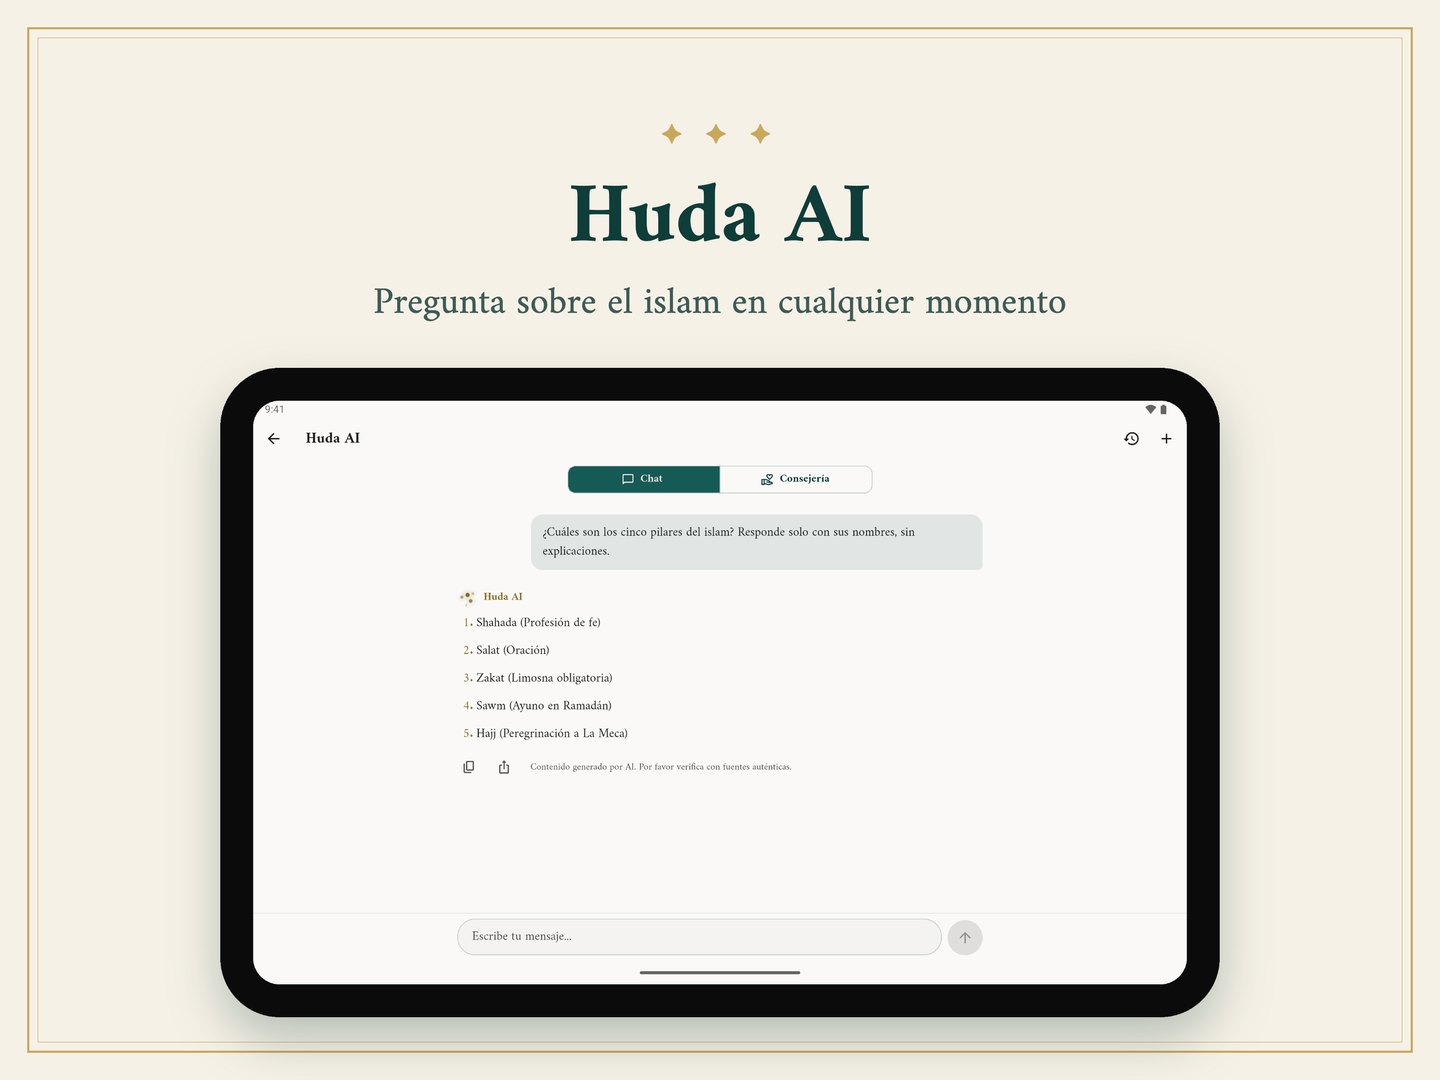 Huda AI
Pregunta sobre el islam en cualquier momento
9:41
Huda AI
Chat
Consejería
¿Cuáles son los cinco pilares del islam? Responde solo con sus nombres, sin
explicaciones.
Huda AI
1. Shahada (Profesión de fe)
2. Salat (Oración)
3. Zakat (Limosna obligatoria)
4. Sawm (Ayuno en Ramadán)
5. Hajj (Peregrinación a La Meca)
Contenido generado por AI. Por favor verifica con fuentes auténticas.
Escribe tu mensaje...